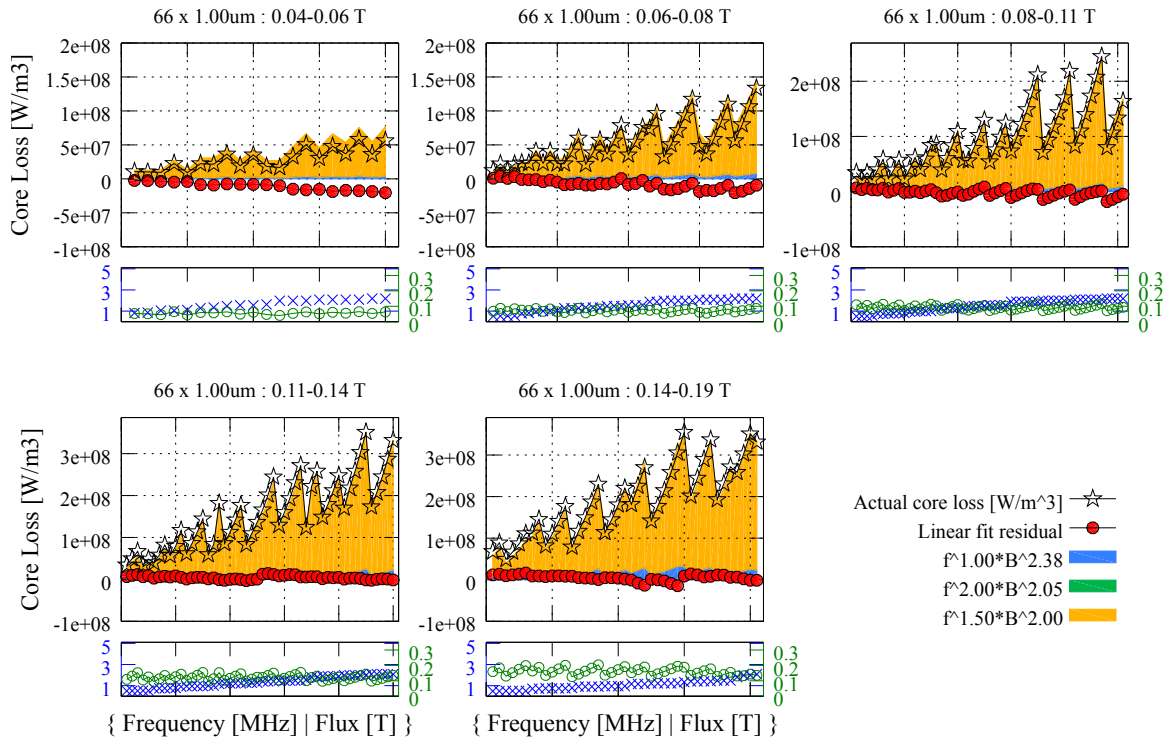 66 x 1.00um : 0.04-0.06 T
66 x 1.00um : 0.06-0.08 T
66 x 1.00um : 0.08-0.11 T
Core Loss [W/m3]
2e+08
1.5e+08
1e+08
5e+07
0
-5e+07
-1e+08
2e+08
1.5e+08
1e+08
5e+07
0
-5e+07
-1e+08
2e+08
1e+08
0
-1e+08
5
3
1
0.3
0.2
0.1
0
5
3
1
0.3
0.2
0.1
0
5
3
1
0.3
0.2
0.1
0
66 x 1.00um : 0.11-0.14 T
66 x 1.00um : 0.14-0.19 T
Core Loss [W/m3]
3e+08
2e+08
1e+08
0
-1e+08
3e+08
2e+08
1e+08
0
-1e+08
Actual core loss [W/m^3]
Linear fit residual
f^1.00*B^2.38
f^2.00*B^2.05
f^1.50*B^2.00
5
3
1
0.3
0.2
0.1
0
5
3
1
0.3
0.2
0.1
0
{ Frequency [MHz] | Flux [T] }
{ Frequency [MHz] | Flux [T] }